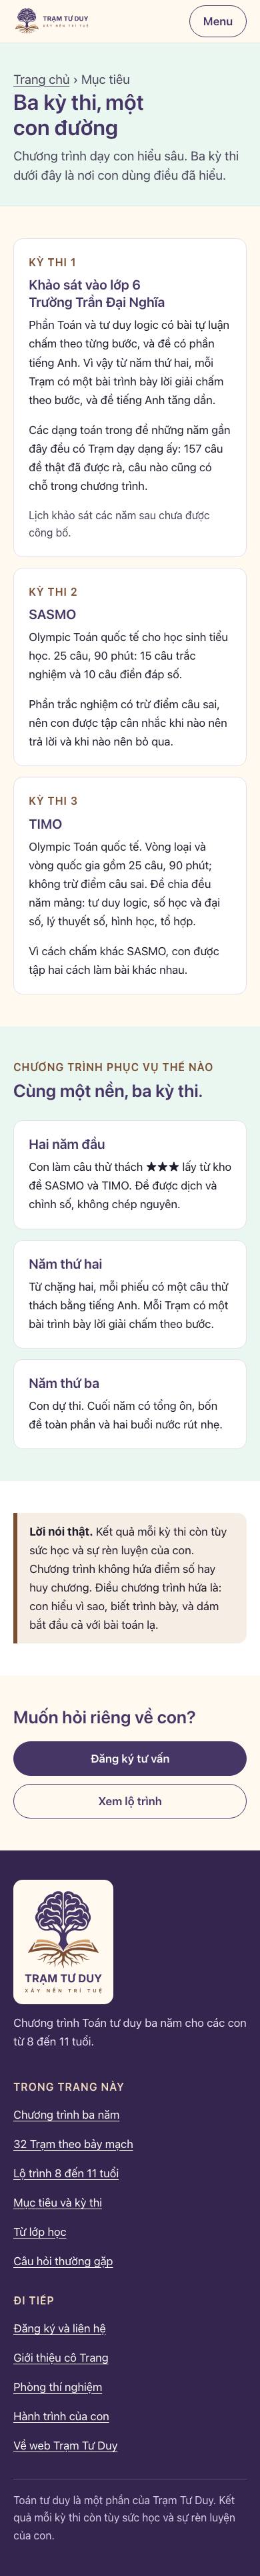 TRẠM TƯ DUY
XÂY NỀN TRÍ TUỆ
Menu
Trang chủ › Mục tiêu
Ba kỳ thi, một
con đường
Chương trình dạy con hiểu sâu. Ba kỳ thi
dưới đây là nơi con dùng điều đã hiểu.
KỲ THI 1
Khảo sát vào lớp 6
Trường Trần Đại Nghĩa
Phần Toán và tư duy logic có bài tự luận
chấm theo từng bước, và đề có phần
tiếng Anh. Vì vậy từ năm thứ hai, mỗi
Trạm có một bài trình bày lời giải chấm
theo bước, và đề tiếng Anh tăng dần.
Các dạng toán trong đề những năm gần
đây đều có Trạm dạy dạng ấy: 157 câu
đề thật đã được rà, câu nào cũng có
chỗ trong chương trình.
Lịch khảo sát các năm sau chưa được
công bố.
KỲ THI 2
SASMO
Olympic Toán quốc tế cho học sinh tiểu
học. 25 câu, 90 phút: 15 câu trắc
nghiệm và 10 câu điền đáp số.
Phần trắc nghiệm có trừ điểm câu sai,
nên con được tập cân nhắc khi nào nên
trả lời và khi nào nên bỏ qua.
KỲ THI 3
TIMO
Olympic Toán quốc tế. Vòng loại và
vòng quốc gia gồm 25 câu, 90 phút;
không trừ điểm câu sai. Đề chia đều
năm mảng: tư duy logic, số học và đại
số, lý thuyết số, hình học, tổ hợp.
Vì cách chấm khác SASMO, con được
tập hai cách làm bài khác nhau.
CHƯƠNG TRÌNH PHỤC VỤ THẾ NÀO
Cùng một nền, ba kỳ thi.
Hai năm đầu
Con làm câu thử thách ★★★ lấy từ kho
đề SASMO và TIMO. Đề được dịch và
chỉnh số, không chép nguyên.
Năm thứ hai
Từ chặng hai, mỗi phiếu có một câu thử
thách bằng tiếng Anh. Mỗi Trạm có một
bài trình bày lời giải chấm theo bước.
Năm thứ ba
Con dự thi. Cuối năm có tổng ôn, bốn
đề toàn phần và hai buổi nước rút nhẹ.
Lời nói thật. Kết quả mỗi kỳ thi còn tùy
sức học và sự rèn luyện của con.
Chương trình không hứa điểm số hay
huy chương. Điều chương trình hứa là:
con hiểu vì sao, biết trình bày, và dám
bắt đầu cả với bài toán lạ.
Muốn hỏi riêng về con?
Đăng ký tư vấn
Xem lộ trình
TRẠM TƯ DUY
XÂY NỀN TRÍ TUỆ
Chương trình Toán tư duy ba năm cho các con
từ 8 đến 11 tuổi.
TRONG TRANG NÀY
Chương trình ba năm
32 Trạm theo bảy mạch
Lộ trình 8 đến 11 tuổi
Mục tiêu và kỳ thi
Từ lớp học
Câu hỏi thường gặp
ĐI TIẾP
Đăng ký và liên hệ
Giới thiệu cô Trang
Phòng thí nghiệm
Hành trình của con
Về web Trạm Tư Duy
Toán tư duy là một phần của Trạm Tư Duy. Kết
quả mỗi kỳ thi còn tùy sức học và sự rèn luyện
của con.